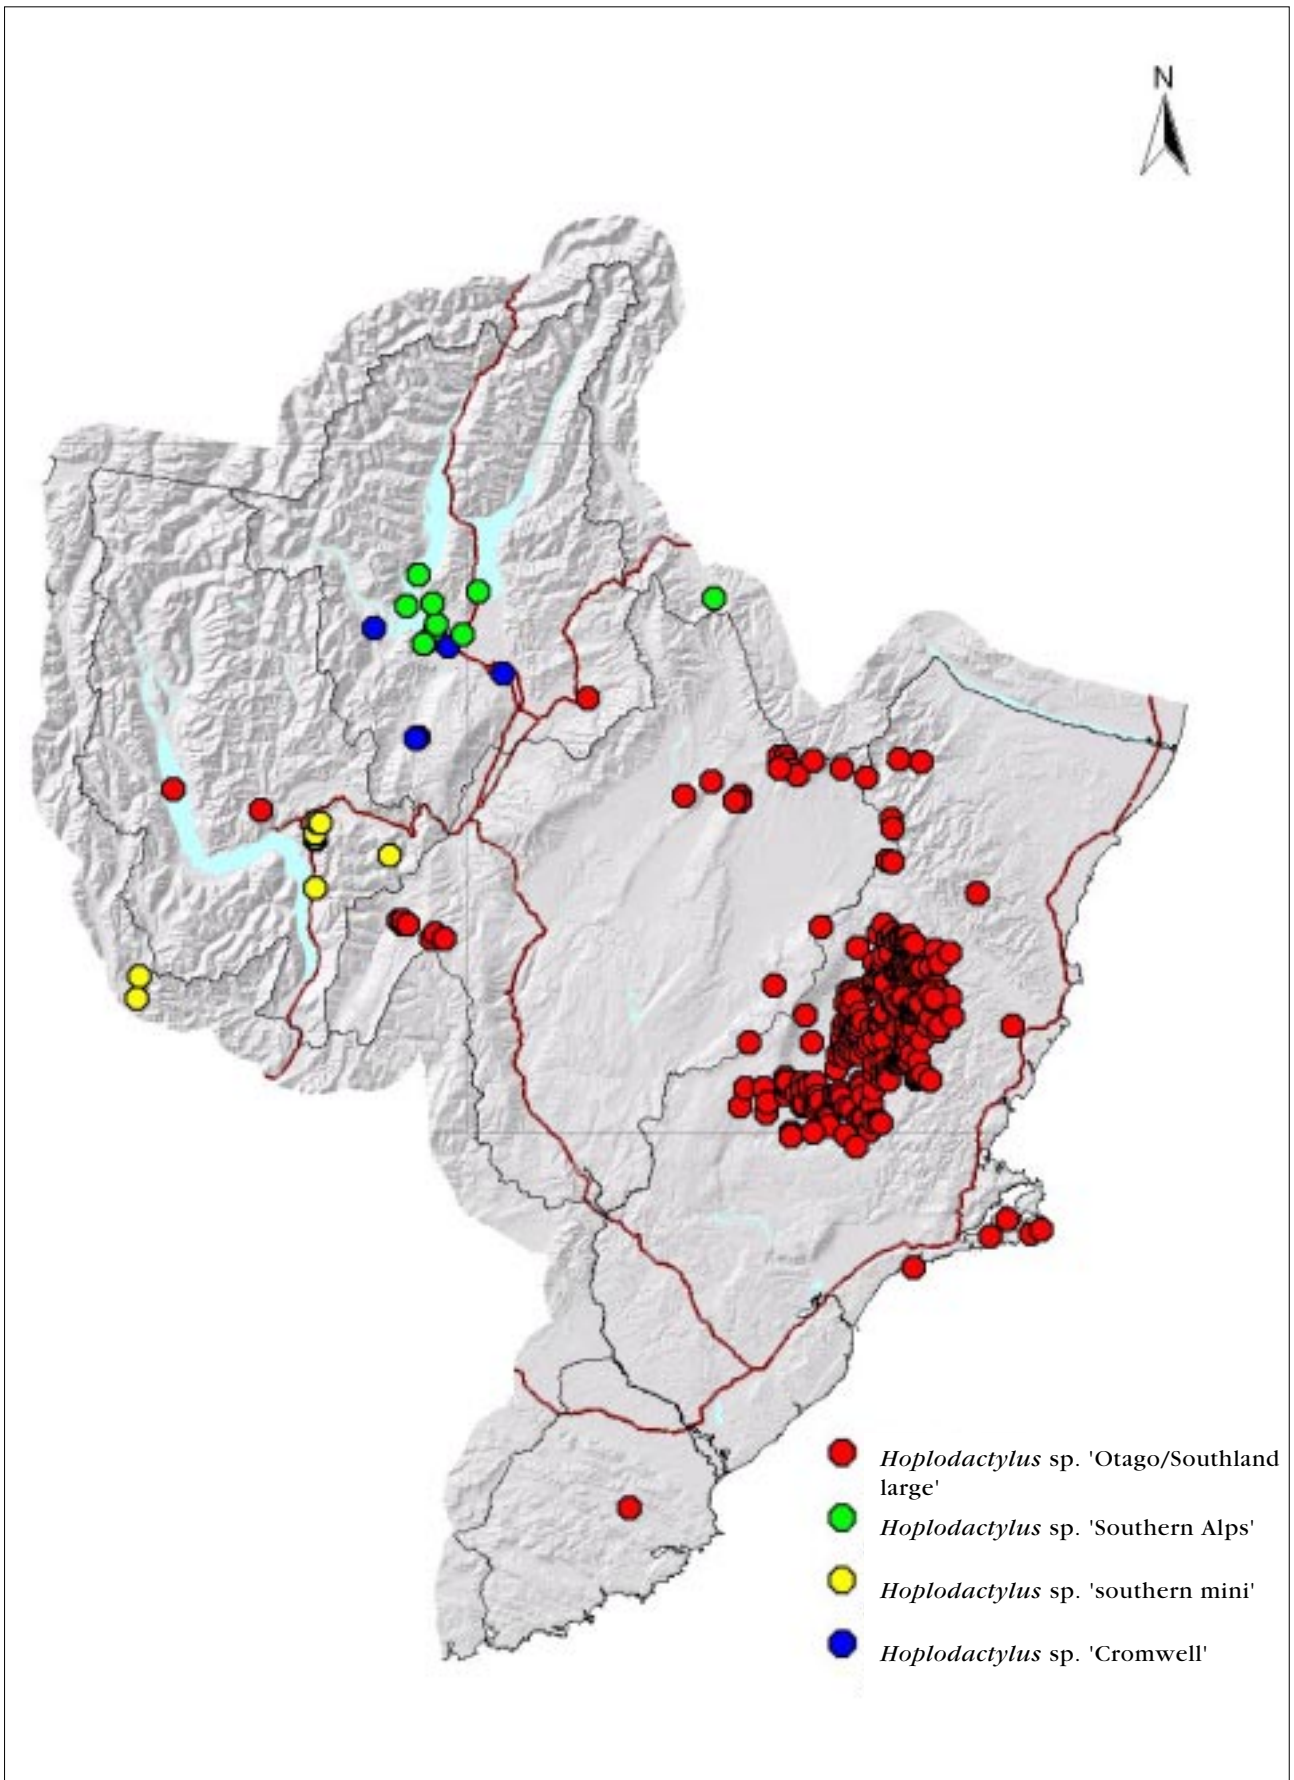 N
Hoplodactylus sp. 'Otago/Southland
large'
Hoplodactylus sp. 'Southern Alps'
Hoplodactylus sp. 'southern mini'
Hoplodactylus sp. 'Cromwell'